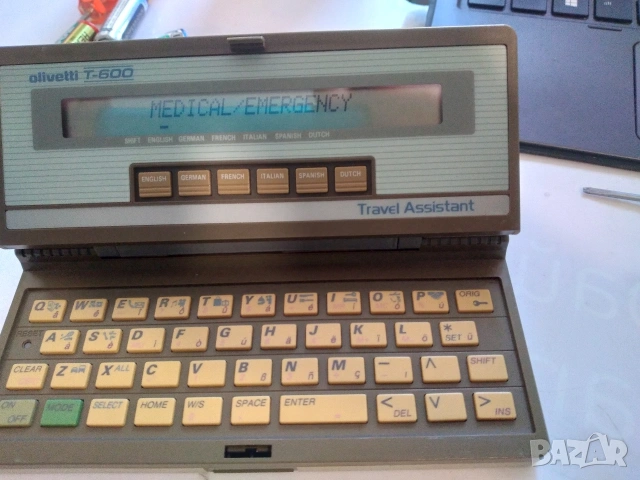 olivetti T-600
MEDICAL/EMERGENCY
SHIFT ENGLISH GERMAN FRENCH ITALIAN SPANISH DUTCH
ENGLISH GERMAN FRENCH ITALIAN SPANISH DUTCH
Travel Assistant
Q W E R T Y U I O P ORIG
A S D F G H J K L * SET
CLEAR Z X ALL C V B N M - ^ SHIFT
ON OFF MODE SELECT HOME W/S SPACE ENTER < DEL V > INS
BAZAR